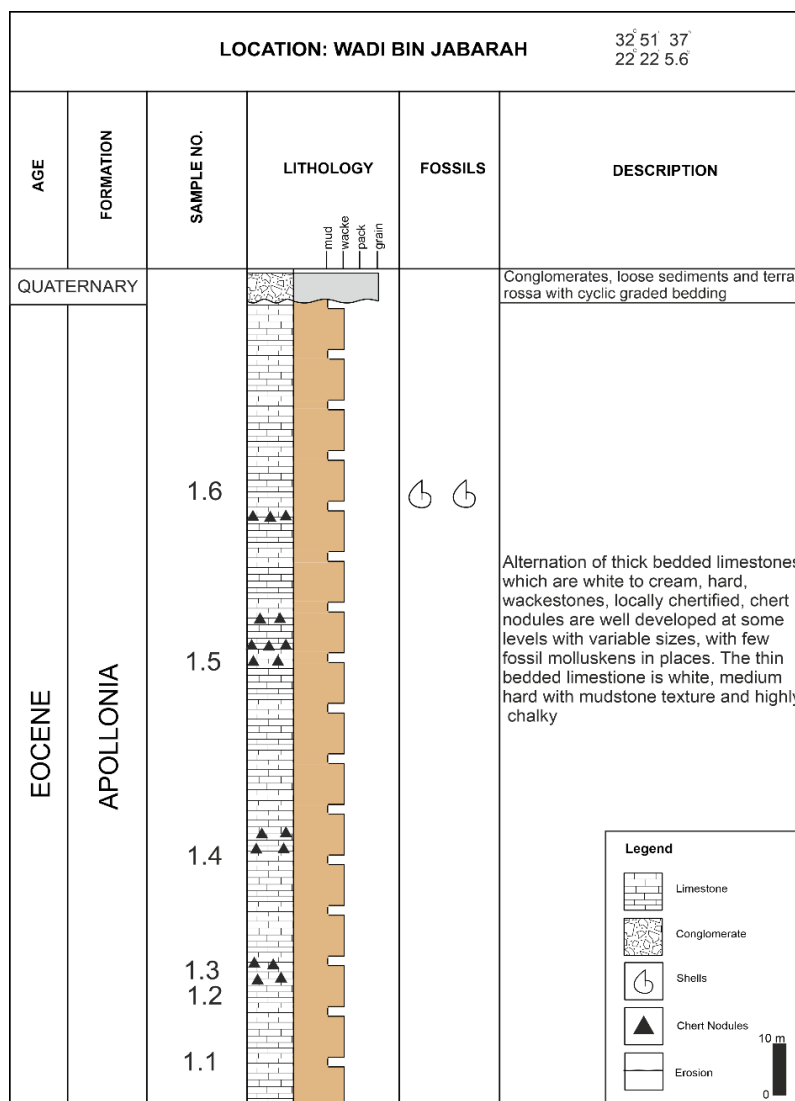 LOCATION: WADI BIN JABARAH
32° 51' 37"
22° 22' 5.6"
AGE
FORMATION
SAMPLE NO.
LITHOLOGY
mud
wacke
pack
grain
FOSSILS
DESCRIPTION
QUATERNARY
Conglomerates, loose sediments and terra
rossa with cyclic graded bedding
EOCENE
APOLLONIA
1.6
1.5
1.4
1.3
1.2
1.1
Alternation of thick bedded limestones
which are white to cream, hard,
wackestones, locally chertified, chert
nodules are well developed at some
levels with variable sizes, with few
fossil molluskens in places. The thin
bedded limestione is white, medium
hard with mudstone texture and highly
chalky
Legend
Limestone
Conglomerate
Shells
Chert Nodules
Erosion
10 m
0